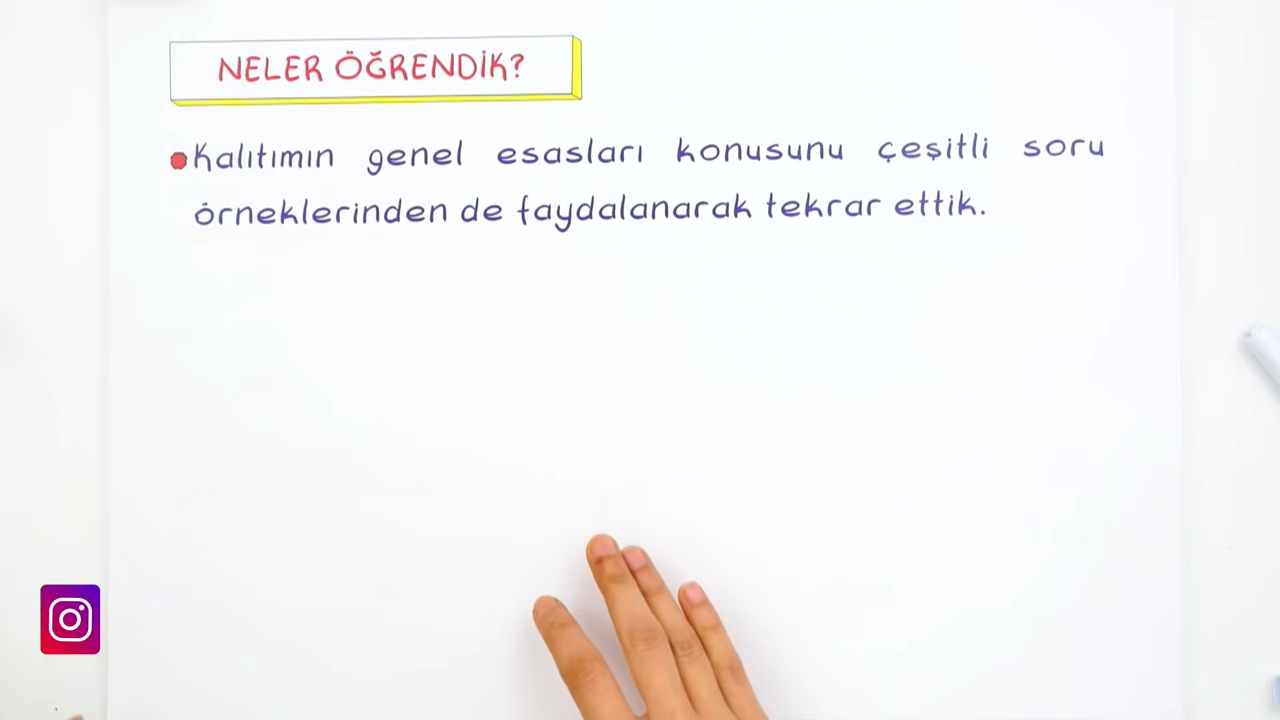 NELER ÖĞRENDİK?
Kalıtımın genel esasları konusunu çeşitli soru
örneklerinden de faydalanarak tekrar ettik.